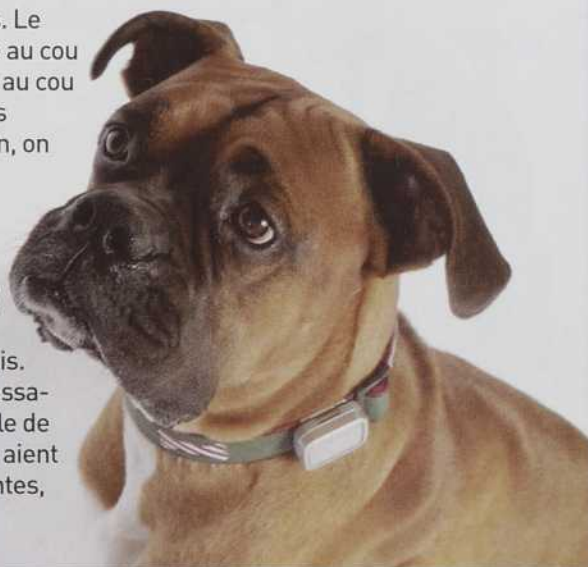 s. Le
au cou
au cou
s
n, on
is.
ssa-
le de
aient
ntes,